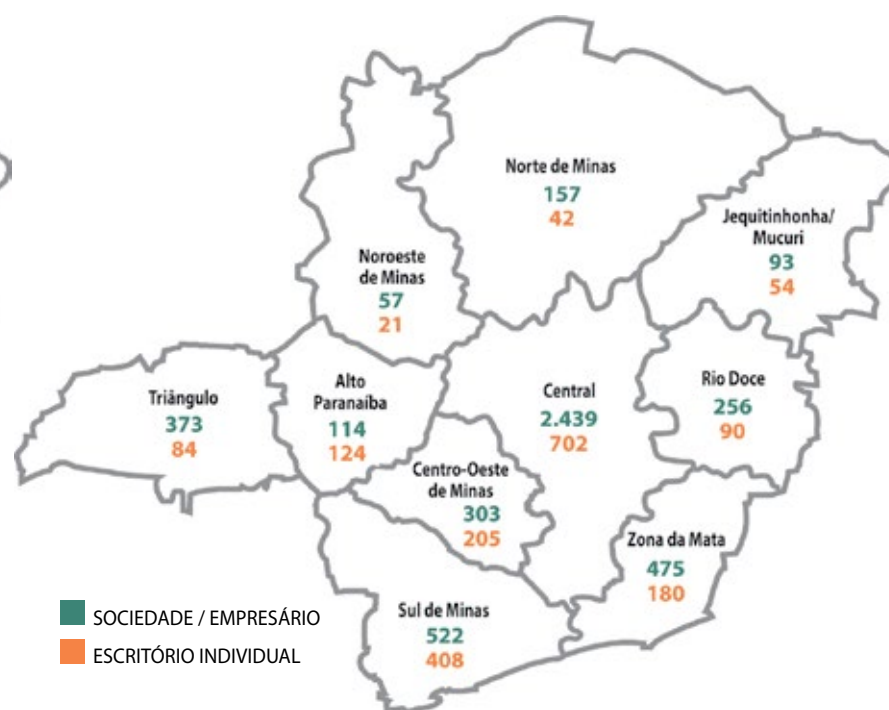 Norte de Minas
157
42
Jequitinhonha/
Mucuri
93
54
Noroeste
de Minas
57
21
Triângulo
373
84
Alto
Paranaíba
114
124
Central
2.439
702
Rio Doce
256
90
Centro-Oeste
de Minas
303
205
Zona da Mata
475
180
Sul de Minas
522
408
SOCIEDADE / EMPRESÁRIO
ESCRITÓRIO INDIVIDUAL